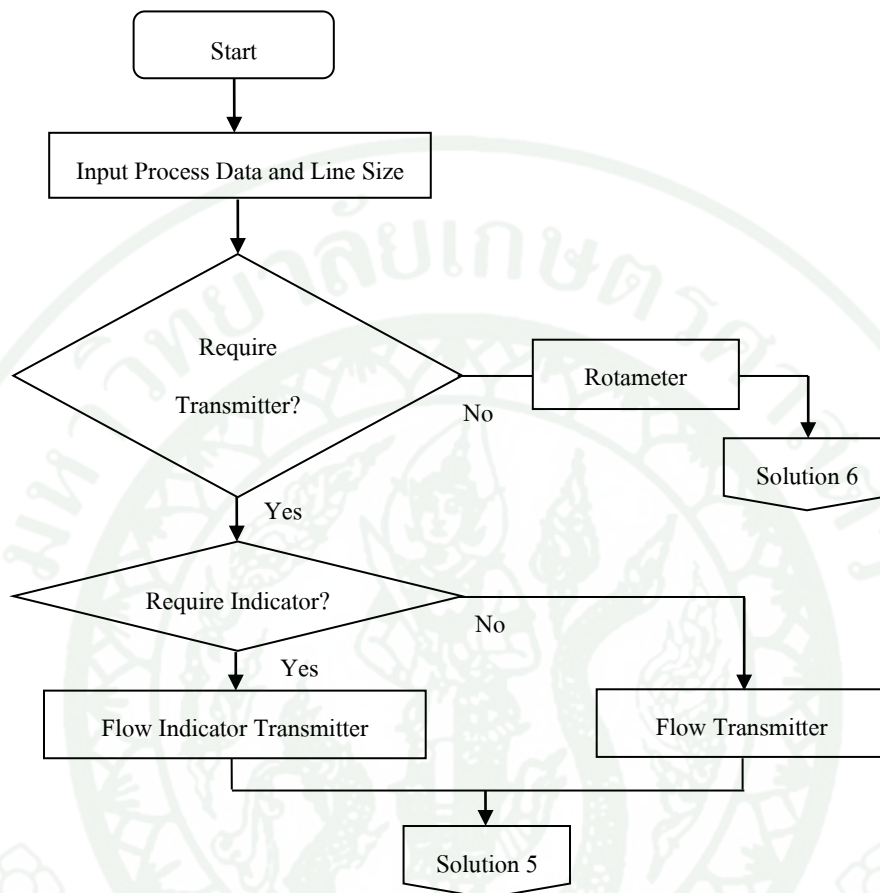 Start
Input Process Data and Line Size
Require
Transmitter?
No
Rotameter
Solution 6
Yes
Require Indicator?
No
Yes
Flow Indicator Transmitter
Flow Transmitter
Solution 5